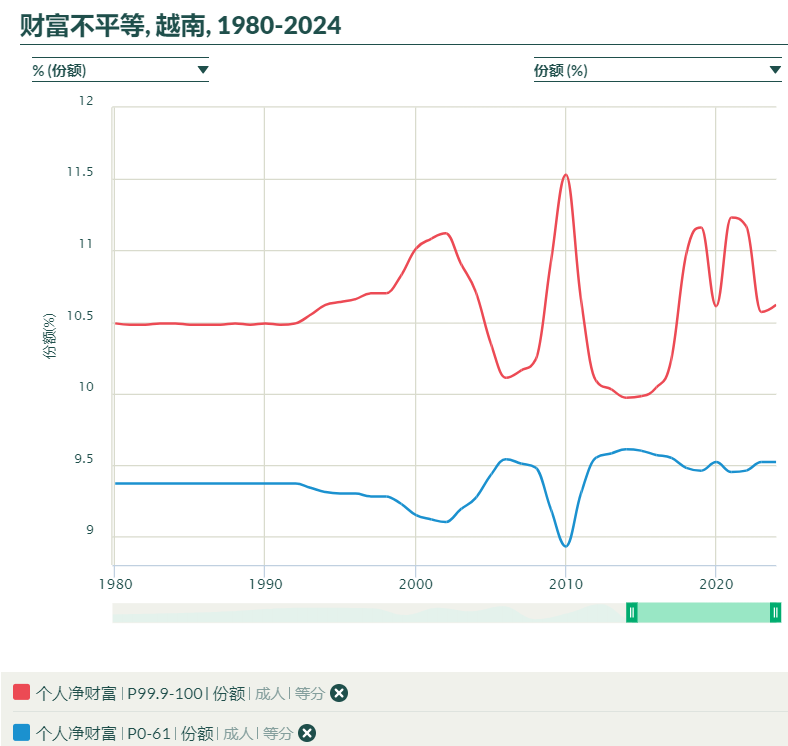 财富不平等, 越南, 1980-2024
% (份额)
份额 (%)
12
11.5
11
10.5
10
9.5
9
份额(%)
1980 1990 2000 2010 2020
个人净财富 | P99.9-100 | 份额 | 成人 | 等分
个人净财富 | P0-61 | 份额 | 成人 | 等分